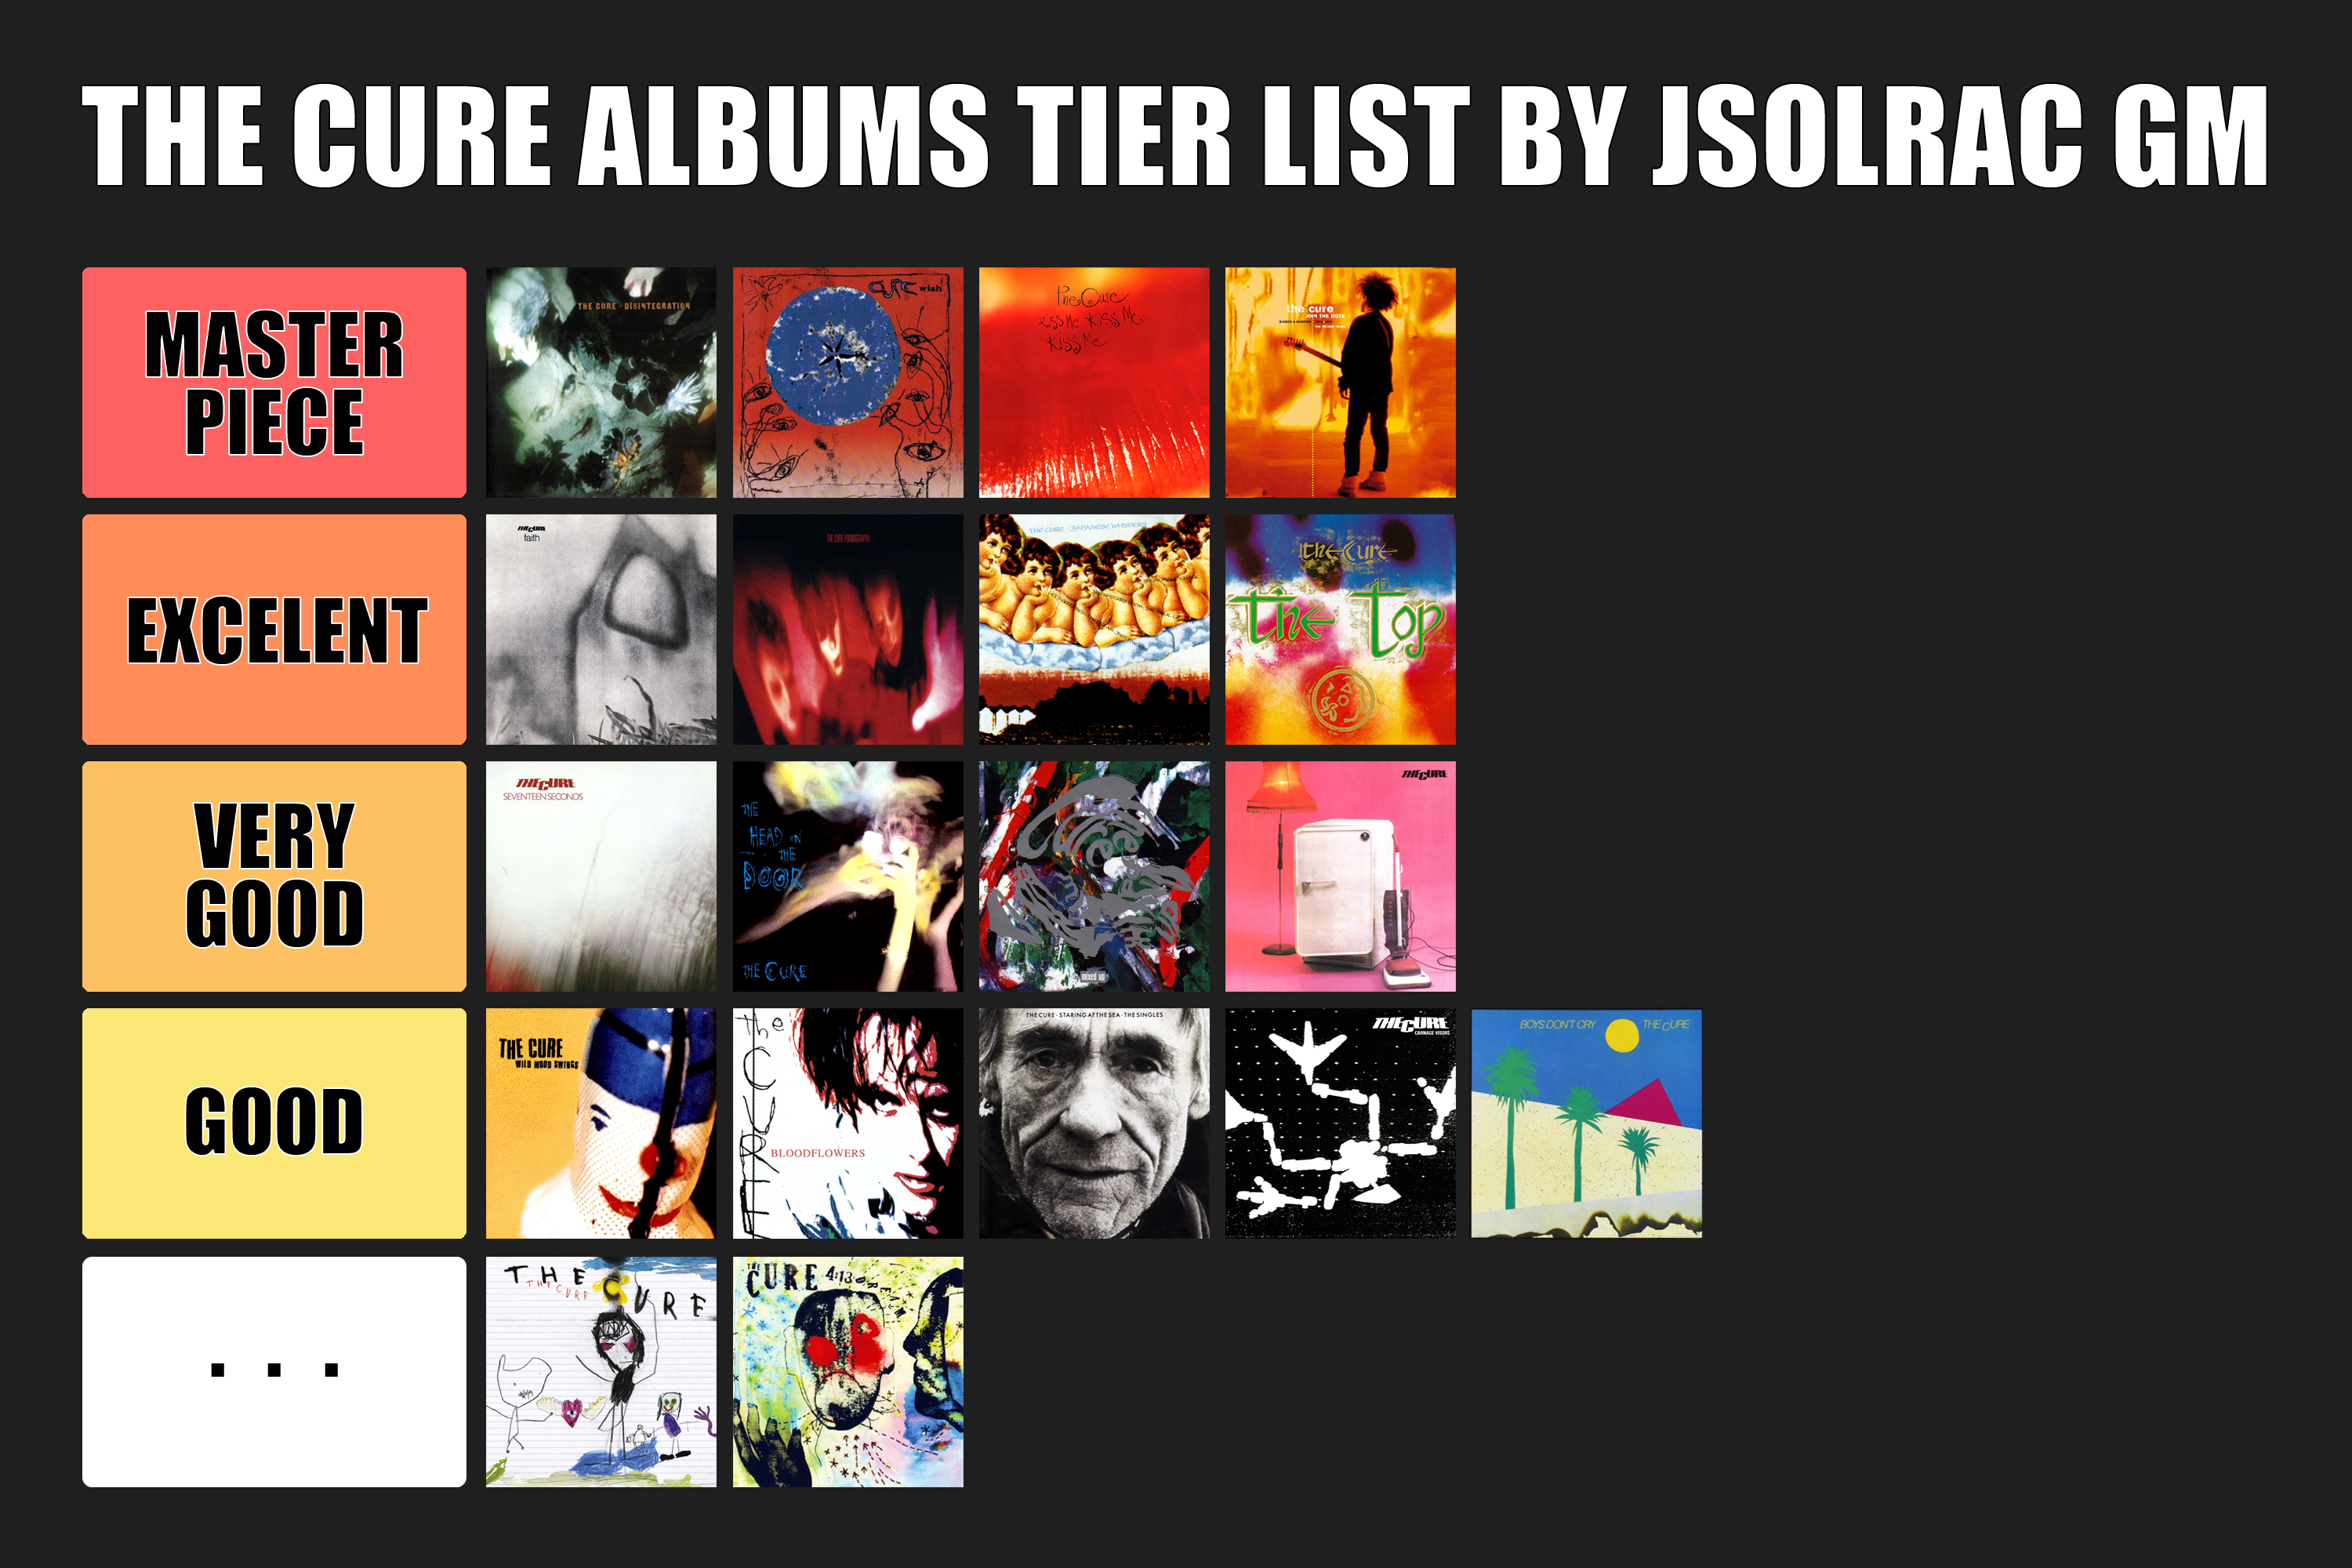 THE CURE ALBUMS TIER LIST BY JSOLRAC GM
MASTER
PIECE
THE CURE · DISINTEGRATION
CURE wish
The Cure
Kiss Me Kiss Me
Kiss Me
the cure
JOIN THE DOTS
EXCELENT
THE CURE
faith
THE CURE PORNOGRAPHY
THE CURE · JAPANESE WHISPERS
the Cure
the Top
VERY
GOOD
THE CURE
SEVENTEEN SECONDS
THE
HEAD ON
THE
DOOR
THE CURE
mixed up
THE CURE
GOOD
THE CURE
WILD MOOD SWINGS
the CURE
BLOODFLOWERS
THE CURE · STARING AT THE SEA · THE SINGLES
THE CURE
CARNAGE VISORS
BOYS DON'T CRY THE CURE
. . .
THE CURE
THE CURE
THE CURE 4:13 DREAM